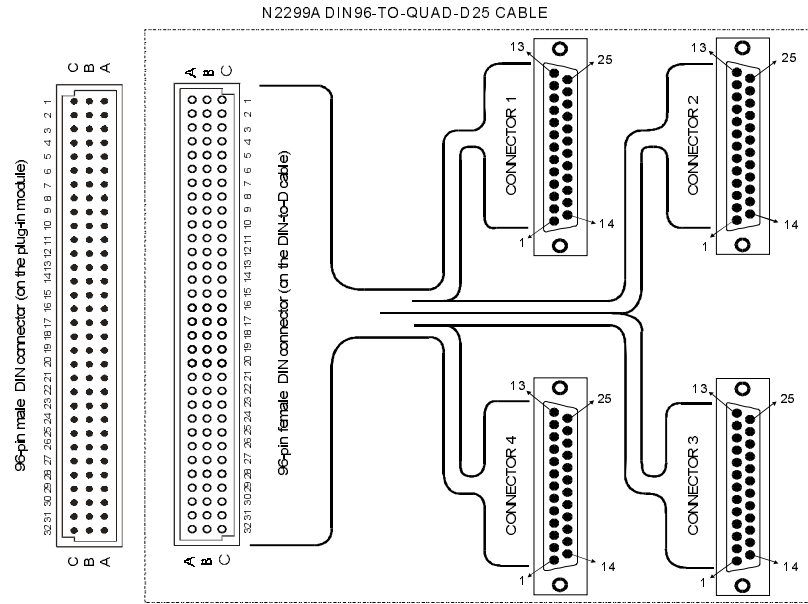 N2299A DIN96-TO-QUAD-D25 CABLE
C B A
96-pin male DIN connector (on the plug-in module)
1 2 3 4 5 6 7 8 9 10 11 12 13 14 15 16 17 18 19 20 21 22 23 24 25 26 27 28 29 30 31 32
C B A
A B C
1 2 3 4 5 6 7 8 9 10 11 12 13 14 15 16 17 18 19 20 21 22 23 24 25 26 27 28 29 30 31 32
96-pin female DIN connector (on the DIN-to-D cable)
A B C
13
25
CONNECTOR 1
1
14
13
25
CONNECTOR 2
1
14
13
25
CONNECTOR 4
1
14
13
25
CONNECTOR 3
1
14